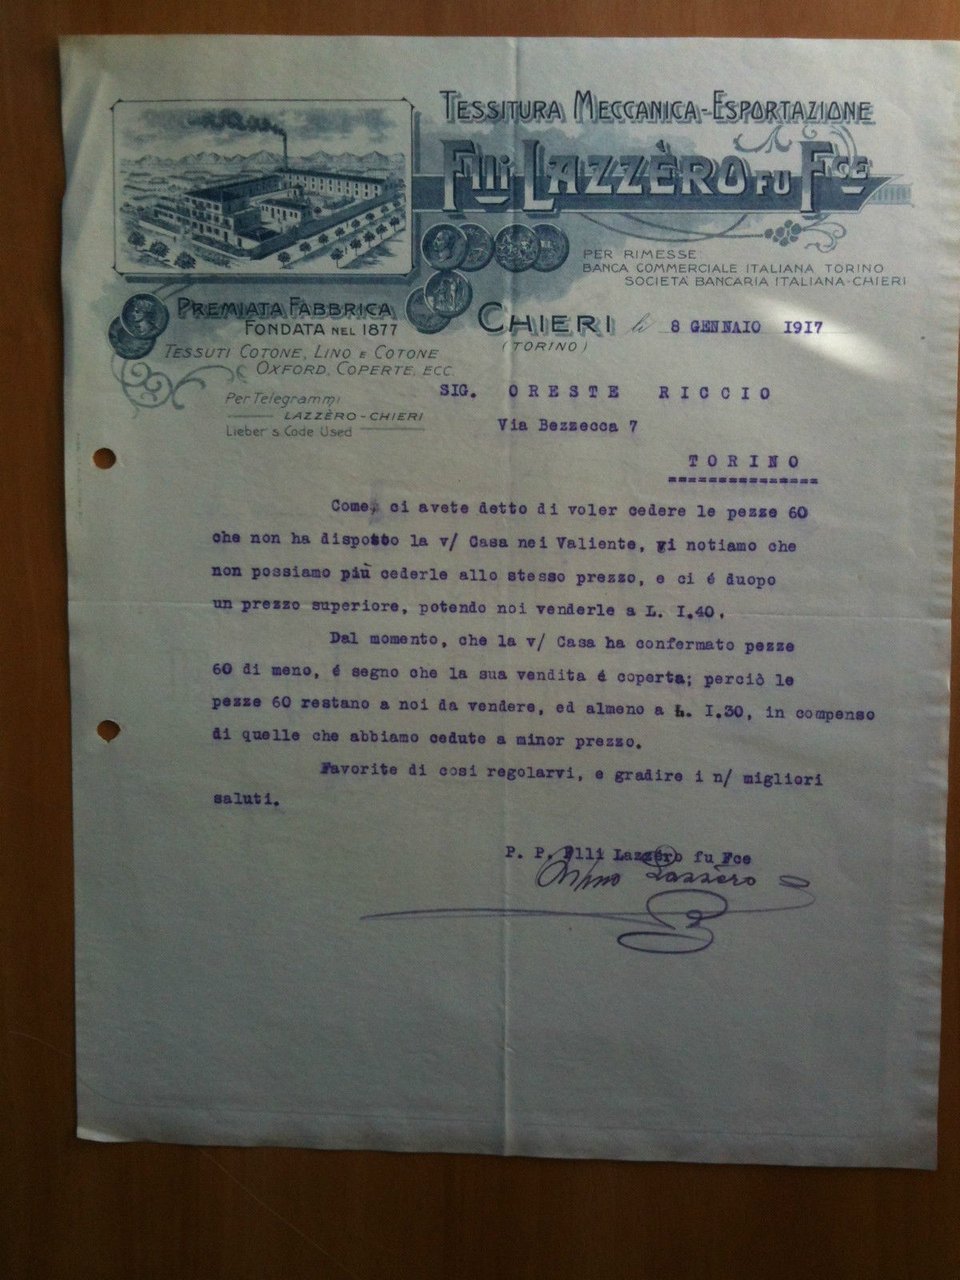 TESSITURA MECCANICA-ESPORTAZIONE
Flli LAZZÈRO FU Fce
PER RIMESSE:
BANCA COMMERCIALE ITALIANA TORINO
SOCIETÀ BANCARIA ITALIANA-CHIERI
PREMIATA FABBRICA
FONDATA NEL 1877
TESSUTI COTONE, LINO E COTONE
OXFORD, COPERTE, ECC.
Per Telegrammi
LAZZÈRO-CHIERI
Lieber's Code Used
CHIERI li 8 GENNAIO 1917
(TORINO)
SIG. ORESTE RICCIO
Via Bezzecca 7
TORINO
Come, ci avete detto di voler cedere le pezze 60
che non ha disposto la v/ Casa nei Valiente, vi notiamo che
non possiamo più cederle allo stesso prezzo, e ci é duopo
un prezzo superiore, potendo noi venderle a L. I.40.
Dal momento, che la v/ Casa ha confermato pezze
60 di meno, é segno che la sua vendita é coperta; perciò le
pezze 60 restano a noi da vendere, ed almeno a L. I.30, in compenso
di quelle che abbiamo cedute a minor prezzo.
Favorite di cosi regolarvi, e gradire i n/ migliori
saluti.
P. P. Flli Lazzéro fu Fce
Lazzèro